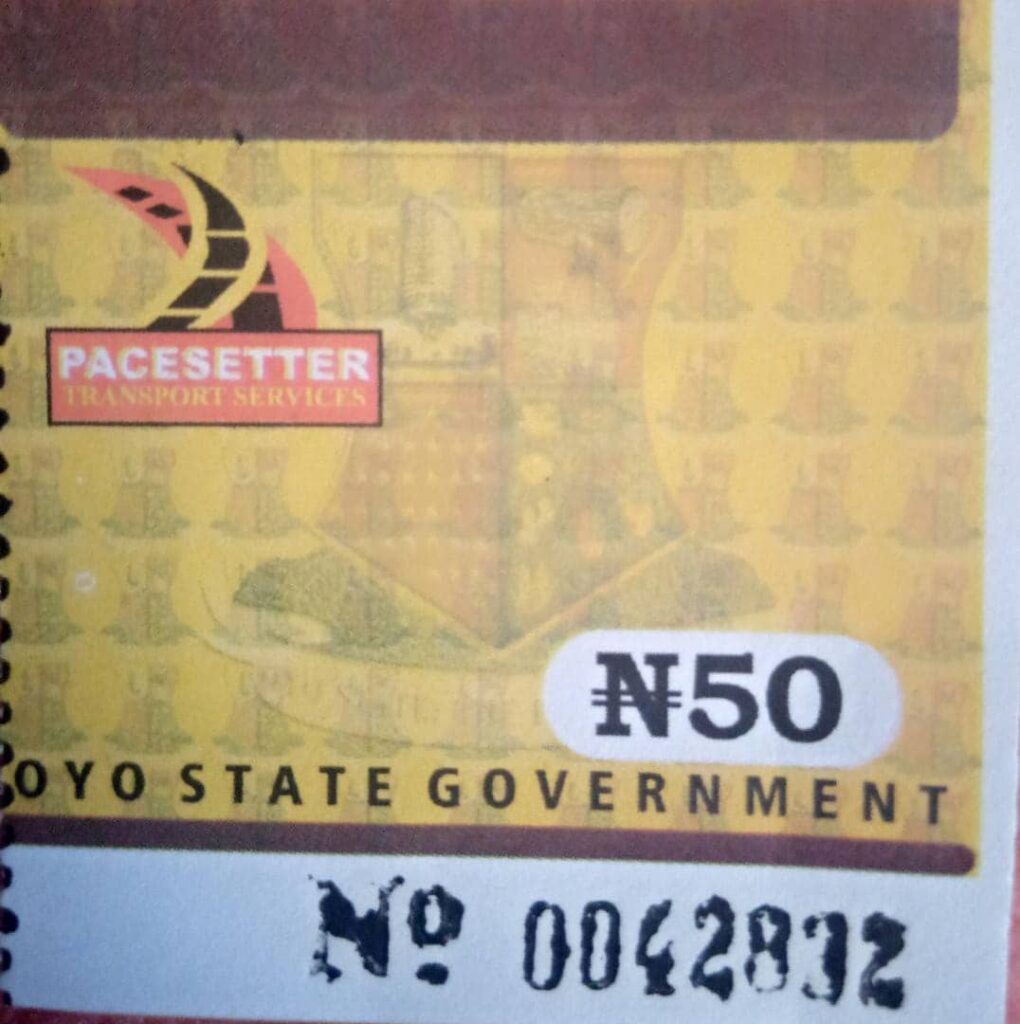 PACESETTER
TRANSPORT SERVICES
₦50
OYO STATE GOVERNMENT
Nº 0042832